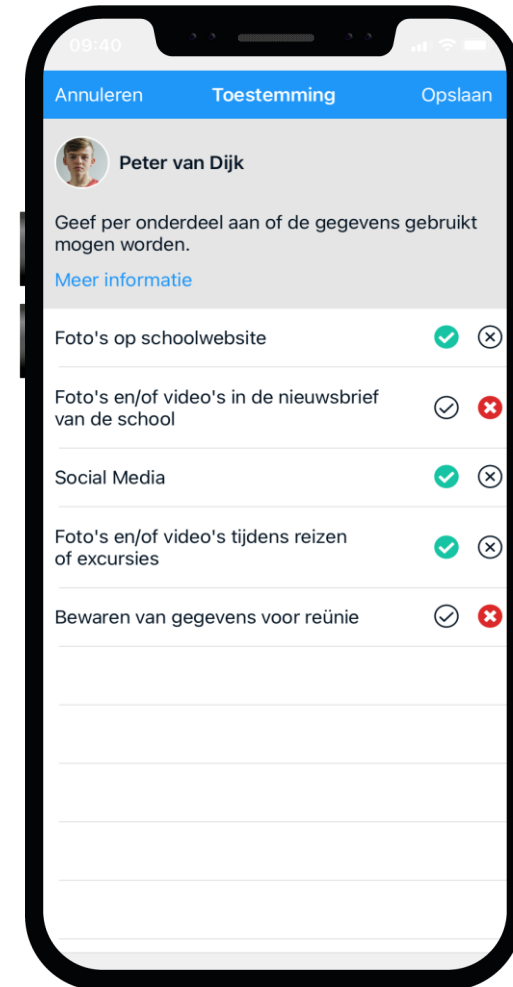 09:40
Annuleren Toestemming Opslaan
Peter van Dijk
Geef per onderdeel aan of de gegevens gebruikt
mogen worden.
Meer informatie
Foto's op schoolwebsite
Foto's en/of video's in de nieuwsbrief
van de school
Social Media
Foto's en/of video's tijdens reizen
of excursies
Bewaren van gegevens voor reünie